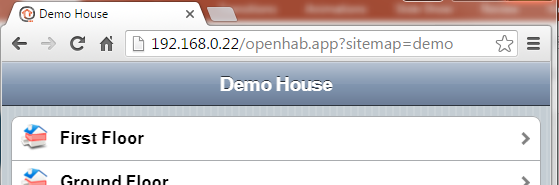 Demo House
192.168.0.22/openhab.app?sitemap=demo
Demo House
First Floor
Ground Floor